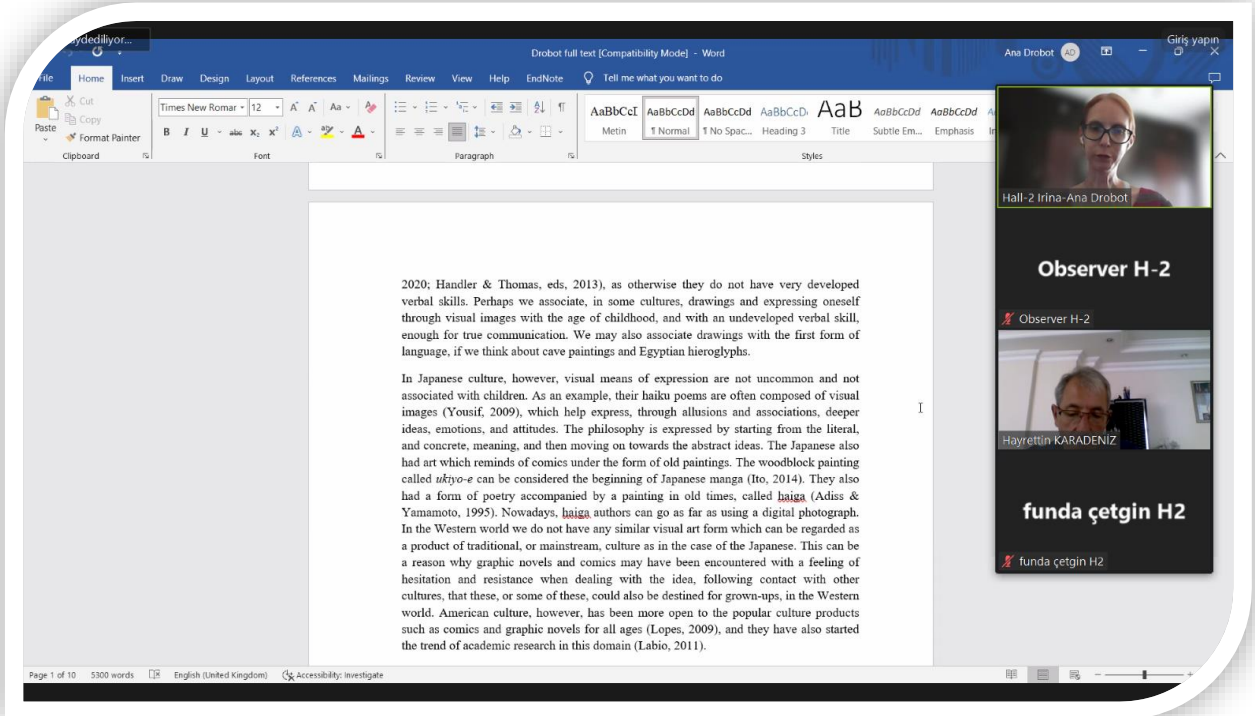 ydediliyor...
Drobot full text [Compatibility Mode] - Word
Ana Drobot
AD
Giriş yapın
File Home Insert Draw Design Layout References Mailings Review View Help EndNote Tell me what you want to do
Paste
Cut
Copy
Format Painter
Clipboard
Times New Roman 12
Font
Paragraph
AaBbCcI AaBbCcDd AaBbCcDd AaBbCcD AaB AaBbCcDd AaBbCcDd
Metin ¶ Normal ¶ No Spac... Heading 3 Title Subtle Em... Emphasis
Styles
2020; Handler & Thomas, eds, 2013), as otherwise they do not have very developed
verbal skills. Perhaps we associate, in some cultures, drawings and expressing oneself
through visual images with the age of childhood, and with an undeveloped verbal skill,
enough for true communication. We may also associate drawings with the first form of
language, if we think about cave paintings and Egyptian hieroglyphs.
In Japanese culture, however, visual means of expression are not uncommon and not
associated with children. As an example, their haiku poems are often composed of visual
images (Yousif, 2009), which help express, through allusions and associations, deeper
ideas, emotions, and attitudes. The philosophy is expressed by starting from the literal,
and concrete, meaning, and then moving on towards the abstract ideas. The Japanese also
had art which reminds of comics under the form of old paintings. The woodblock painting
called ukiyo-e can be considered the beginning of Japanese manga (Ito, 2014). They also
had a form of poetry accompanied by a painting in old times, called haiga (Adiss &
Yamamoto, 1995). Nowadays, haiga authors can go as far as using a digital photograph.
In the Western world we do not have any similar visual art form which can be regarded as
a product of traditional, or mainstream, culture as in the case of the Japanese. This can be
a reason why graphic novels and comics may have been encountered with a feeling of
hesitation and resistance when dealing with the idea, following contact with other
cultures, that these, or some of these, could also be destined for grown-ups, in the Western
world. American culture, however, has been more open to the popular culture products
such as comics and graphic novels for all ages (Lopes, 2009), and they have also started
the trend of academic research in this domain (Labio, 2011).
Hall-2 Irina-Ana Drobot
Observer H-2
Observer H-2
Hayrettin KARADENİZ
funda çetgin H2
funda çetgin H2
Page 1 of 10 5300 words English (United Kingdom) Accessibility: Investigate